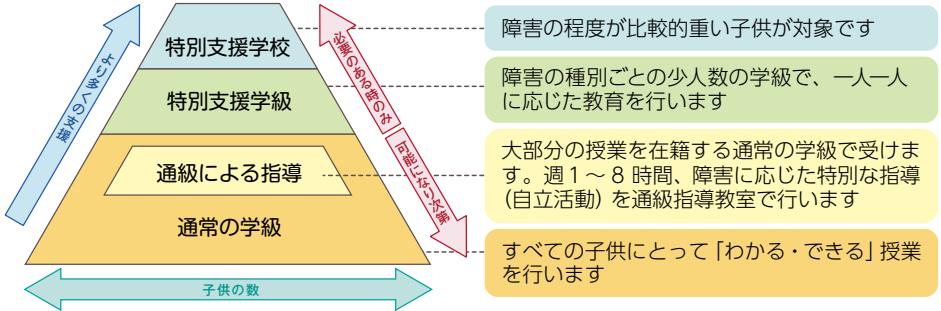 特別支援学校
特別支援学級
通級による指導
通常の学級
より多くの支援
必要のある時のみ
可能になり次第
子供の数
障害の程度が比較的重い子供が対象です
障害の種別ごとの少人数の学級で、一人一人
に応じた教育を行います
大部分の授業を在籍する通常の学級で受けま
す。週1～8 時間、障害に応じた特別な指導
（自立活動）を通級指導教室で行います
すべての子供にとって「わかる・できる」授業
を行います